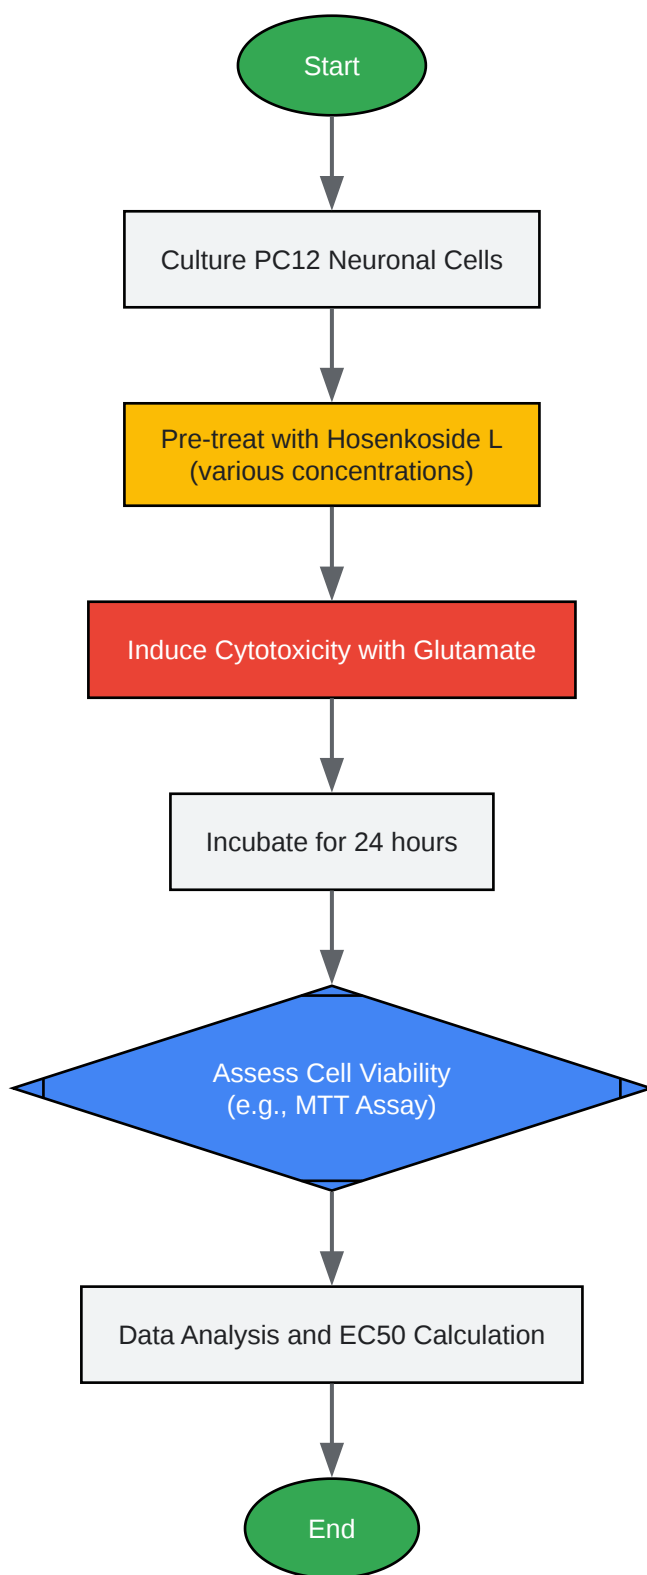 Start
Culture PC12 Neuronal Cells
Pre-treat with Hosenkoside L
(various concentrations)
Induce Cytotoxicity with Glutamate
Incubate for 24 hours
Assess Cell Viability
(e.g., MTT Assay)
Data Analysis and EC50 Calculation
End